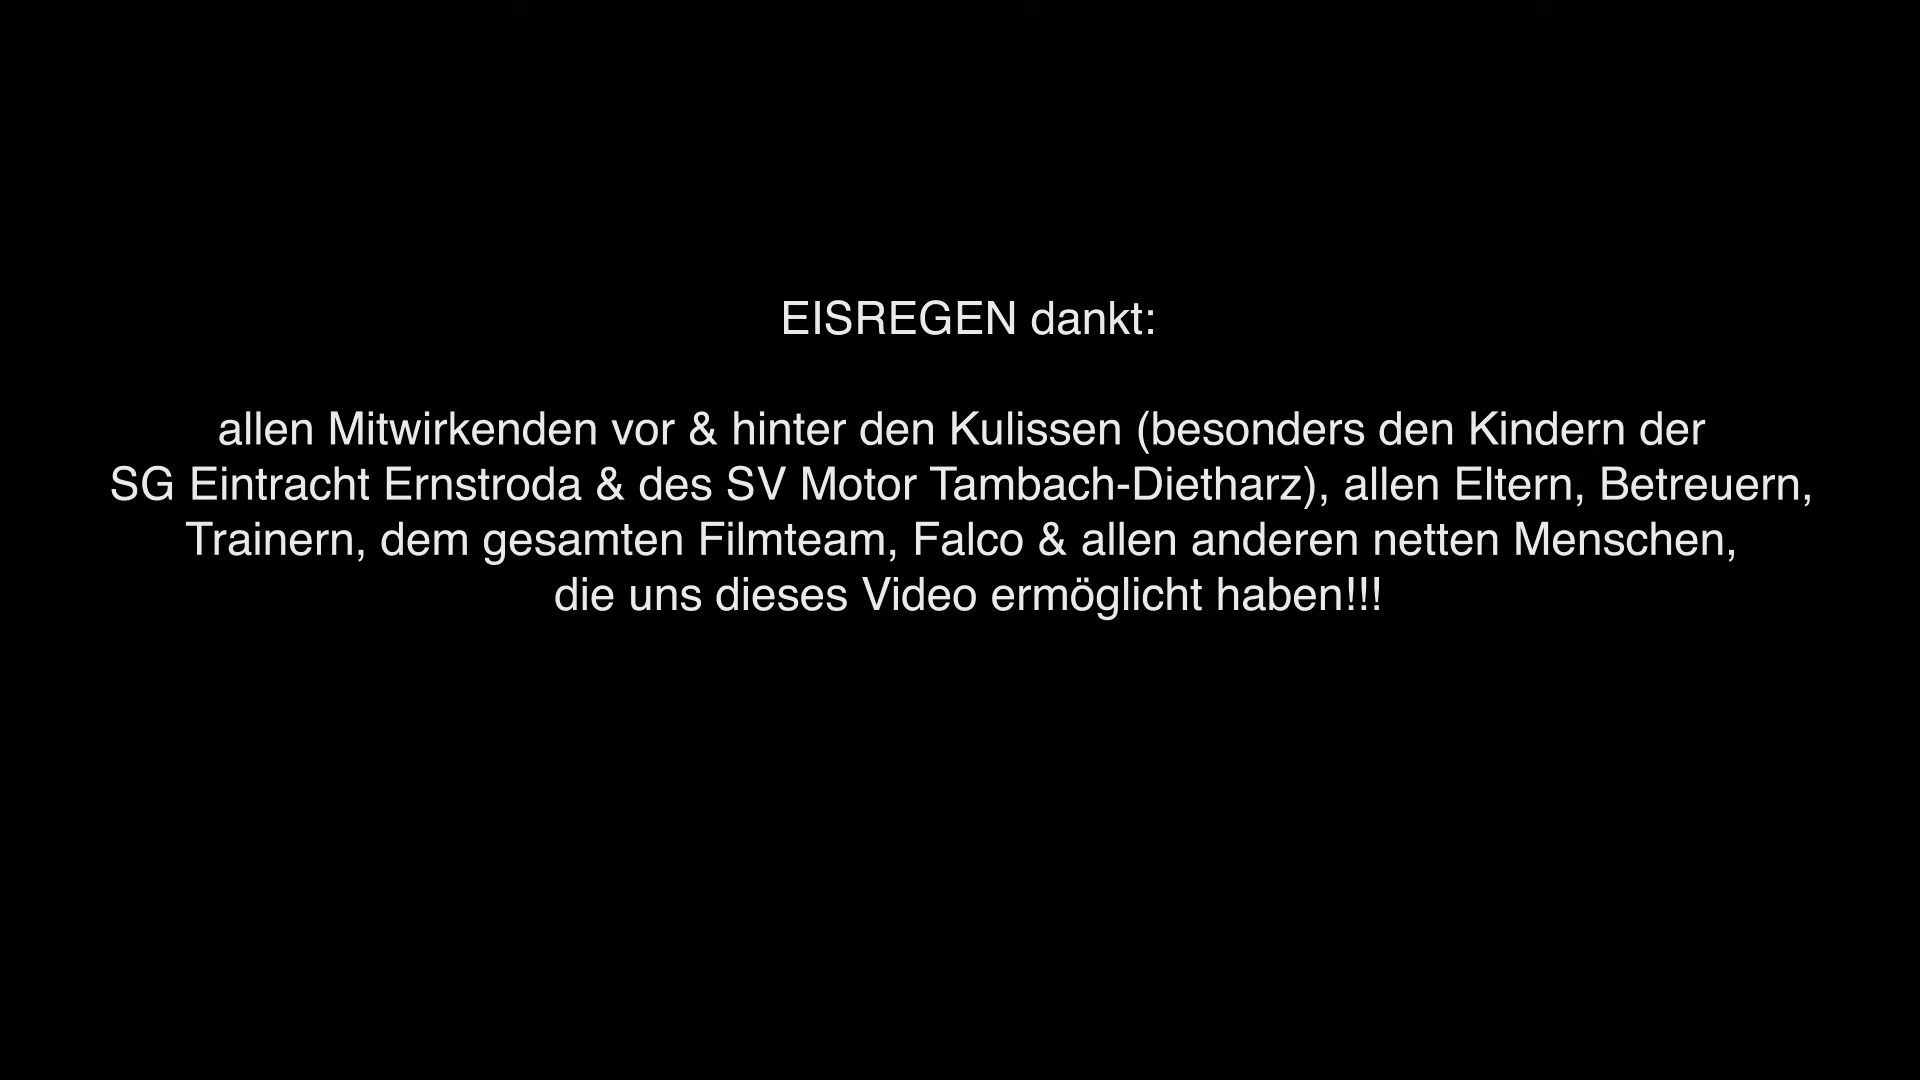 EISREGEN dankt:
allen Mitwirkenden vor & hinter den Kulissen (besonders den Kindern der
SG Eintracht Ernstroda & des SV Motor Tambach-Dietharz), allen Eltern, Betreuern,
Trainern, dem gesamten Filmteam, Falco & allen anderen netten Menschen,
die uns dieses Video ermöglicht haben!!!